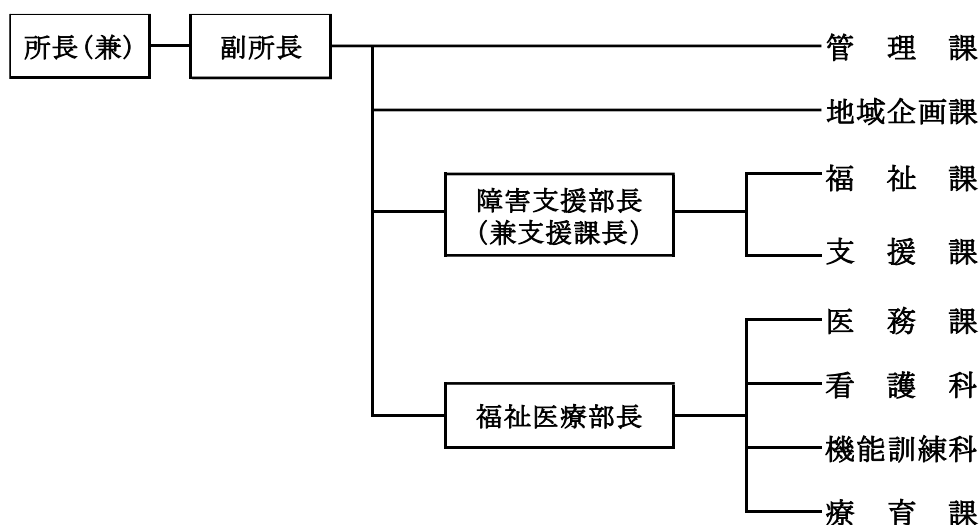 所長(兼)
副所長
管理課
地域企画課
障害支援部長
(兼支援課長)
福祉課
支援課
福祉医療部長
医務課
看護科
機能訓練科
療育課